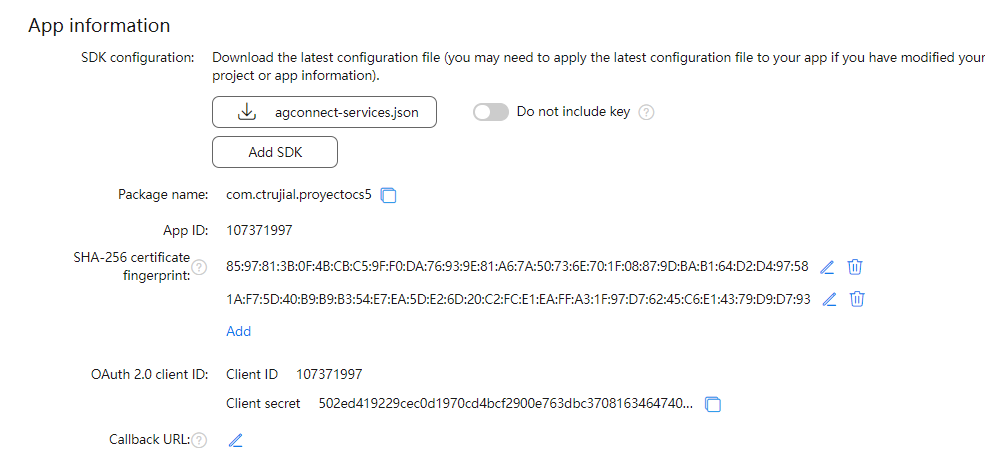 App information
SDK configuration: Download the latest configuration file (you may need to apply the latest configuration file to your app if you have modified your
project or app information).
agconnect-services.json Do not include key ?
Add SDK
Package name: com.ctrujial.proyectocs5
App ID: 107371997
SHA-256 certificate
fingerprint: ? 85:97:81:3B:0F:4B:CB:C5:9F:F0:DA:76:93:9E:81:A6:7A:50:73:6E:70:1F:08:87:9D:BA:B1:64:D2:D4:97:58
1A:F7:5D:40:B9:B9:B3:54:E7:EA:5D:E2:6D:20:C2:FC:E1:EA:FF:A3:1F:97:D7:62:45:C6:E1:43:79:D9:D7:93
Add
OAuth 2.0 client ID: Client ID 107371997
Client secret 502ed419229cec0d1970cd4bcf2900e763dbc3708163464740...
Callback URL: ?